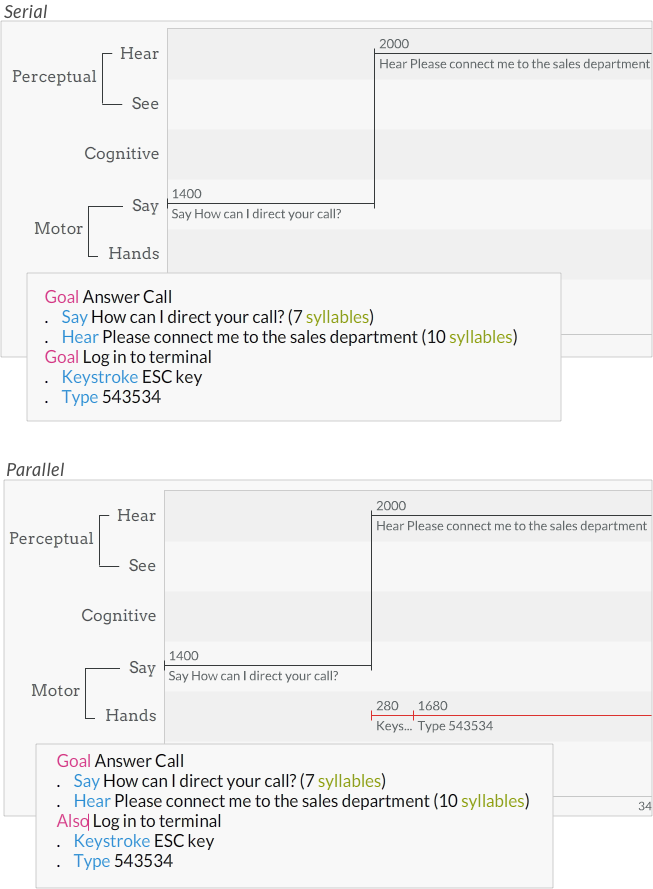 Serial
2000
Hear
Hear Please connect me to the sales department
Perceptual
See
Cognitive
1400
Say
Say How can I direct your call?
Motor
Hands
Goal Answer Call
. Say How can I direct your call? (7 syllables)
. Hear Please connect me to the sales department (10 syllables)
Goal Log in to terminal
. Keystroke ESC key
. Type 543534
Parallel
2000
Hear
Hear Please connect me to the sales department
Perceptual
See
Cognitive
1400
Say
Say How can I direct your call?
Motor
280 1680
Hands
Keys... Type 543534
Goal Answer Call
. Say How can I direct your call? (7 syllables)
. Hear Please connect me to the sales department (10 syllables)
34
Also Log in to terminal
. Keystroke ESC key
. Type 543534